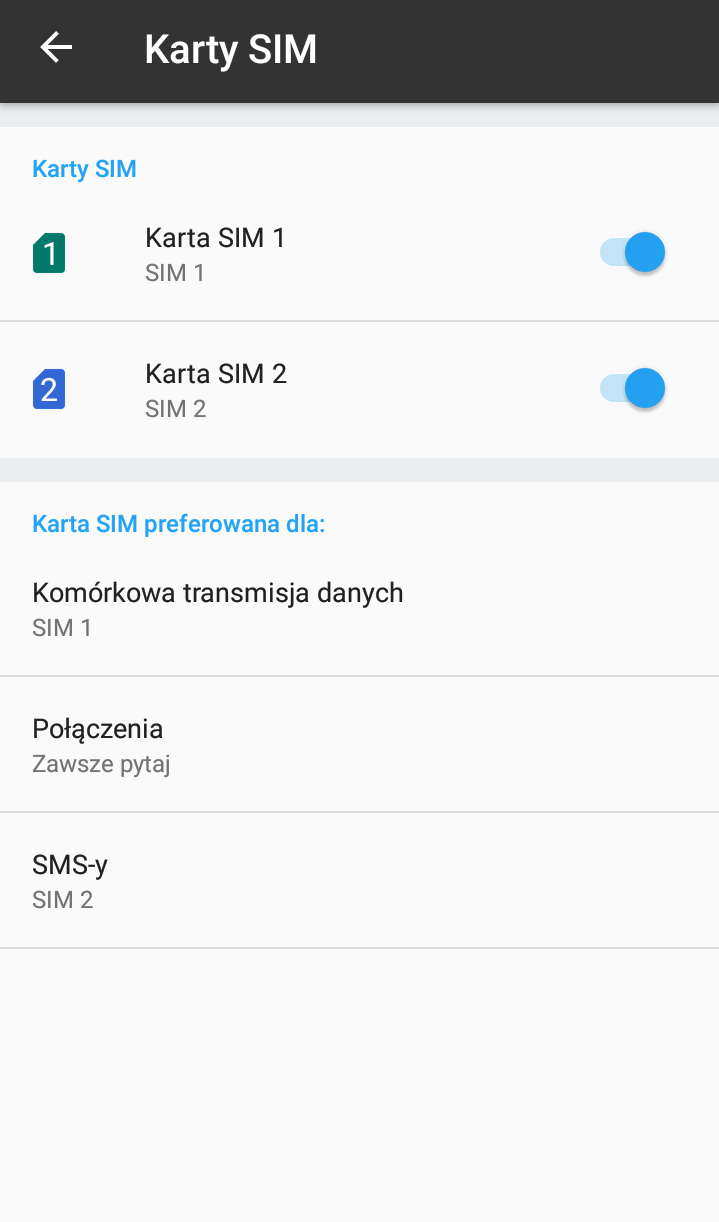 Karty SIM
Karty SIM
1
Karta SIM 1
SIM 1
2
Karta SIM 2
SIM 2
Karta SIM preferowana dla:
Komórkowa transmisja danych
SIM 1
Połączenia
Zawsze pytaj
SMS-y
SIM 2